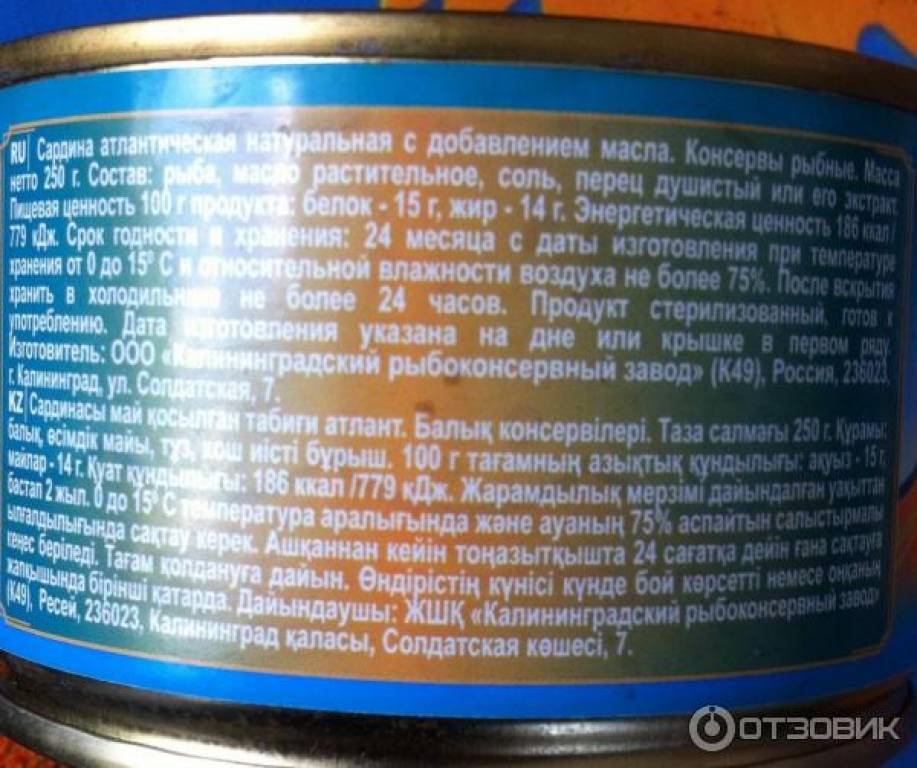 RU Сардина атлантическая натуральная с добавлением масла. Консервы рыбные. Масса
нетто 250 г. Состав: рыба, масло растительное, соль, перец душистый или его экстракт.
Пищевая ценность 100 г продукта: белок - 15 г, жир - 14 г. Энергетическая ценность 186 ккал /
779 кДж. Срок годности и хранения: 24 месяца с даты изготовления при температуре
хранения от 0 до 15⁰ С и относительной влажности воздуха не более 75%. После вскрытия
хранить в холодильнике не более 24 часов. Продукт стерилизованный, готов к
употреблению. Дата изготовления указана на дне или крышке в первом ряду.
Изготовитель: ООО «Калининградский рыбоконсервный завод» (К49), Россия, 236023,
г. Калининград, ул. Солдатская, 7.
KZ Сардинасы май қосылған табиғи атлант. Балық консервілері. Таза салмағы 250 г. Құрамы:
балық, өсімдік майы, туз, кош иісті бұрыш. 100 г тағамның азықтық құндылығы: ақуыз - 15 г,
майлар - 14 г. Қуат құндылығы: 186 ккал /779 қДж. Жарамдылық мерзімі дайындалған уақыттан
бастап 2 жыл. 0 до 15⁰ С температура аралығында және ауаның 75% аспайтын салыстырмалы
ылғалдылығында сақтау керек. Ашқаннан кейін тоңазытқышта 24 сағатқа дейін ғана сақтауға
кеңес беріледі. Тағам қолдануға дайын. Өндірістің күнісі күнде бой көрсетті немесе оңқаның
жапқышында бірінші қатарда. Дайындаушы: ЖШҚ «Калининградский рыбоконсервный завод»
(К49), Ресей, 236023, Калининград қаласы, Солдатская көшесі, 7.
ОТЗОВИК